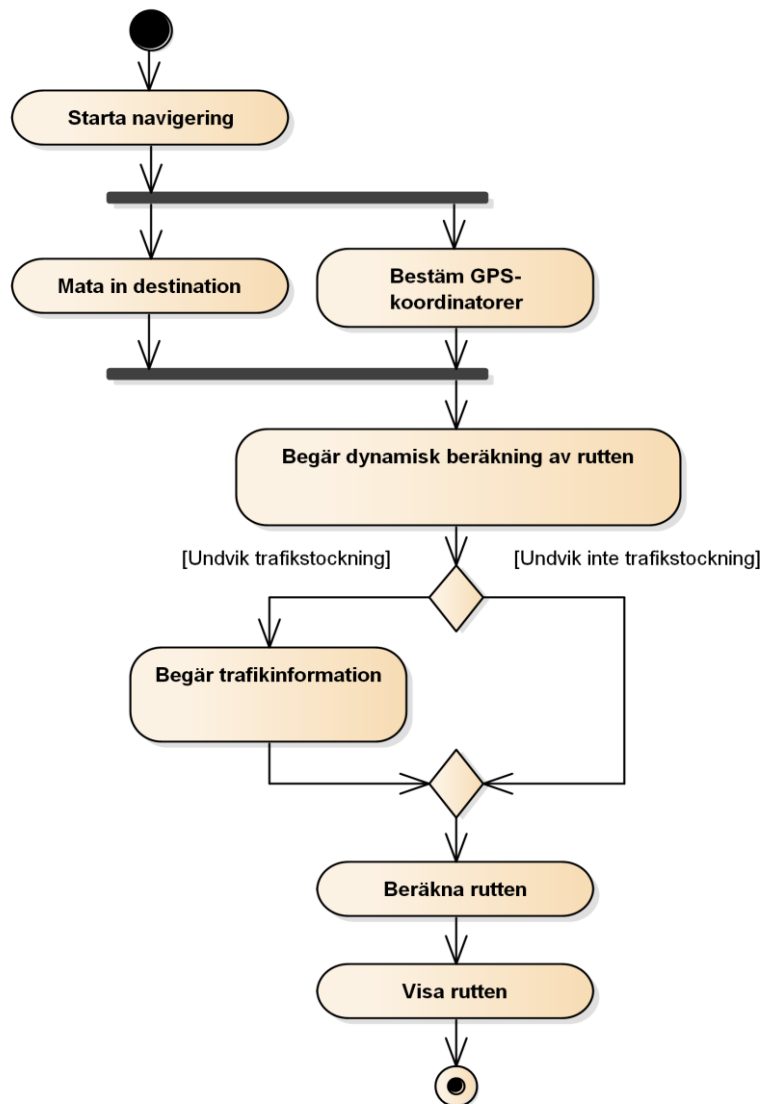 Starta navigering
Mata in destination
Bestäm GPS-
koordinatorer
Begär dynamisk beräkning av rutten
[Undvik trafikstockning]
[Undvik inte trafikstockning]
Begär trafikinformation
Beräkna rutten
Visa rutten